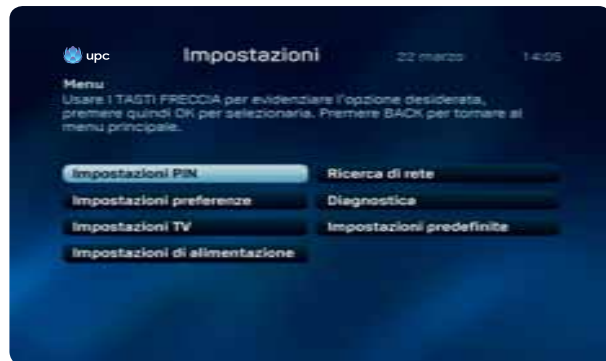 upc Impostazioni 22 marzo 14:05
Menu
Usare I TASTI FRECCIA per evidenziare l'opzione desiderata,
premere quindi OK per selezionaria. Premere BACK per tornare al
menu principale.
Impostazioni PIN Ricerca di rete
Impostazioni preferenze Diagnostica
Impostazioni TV Impostazioni predefinite
Impostazioni di alimentazione